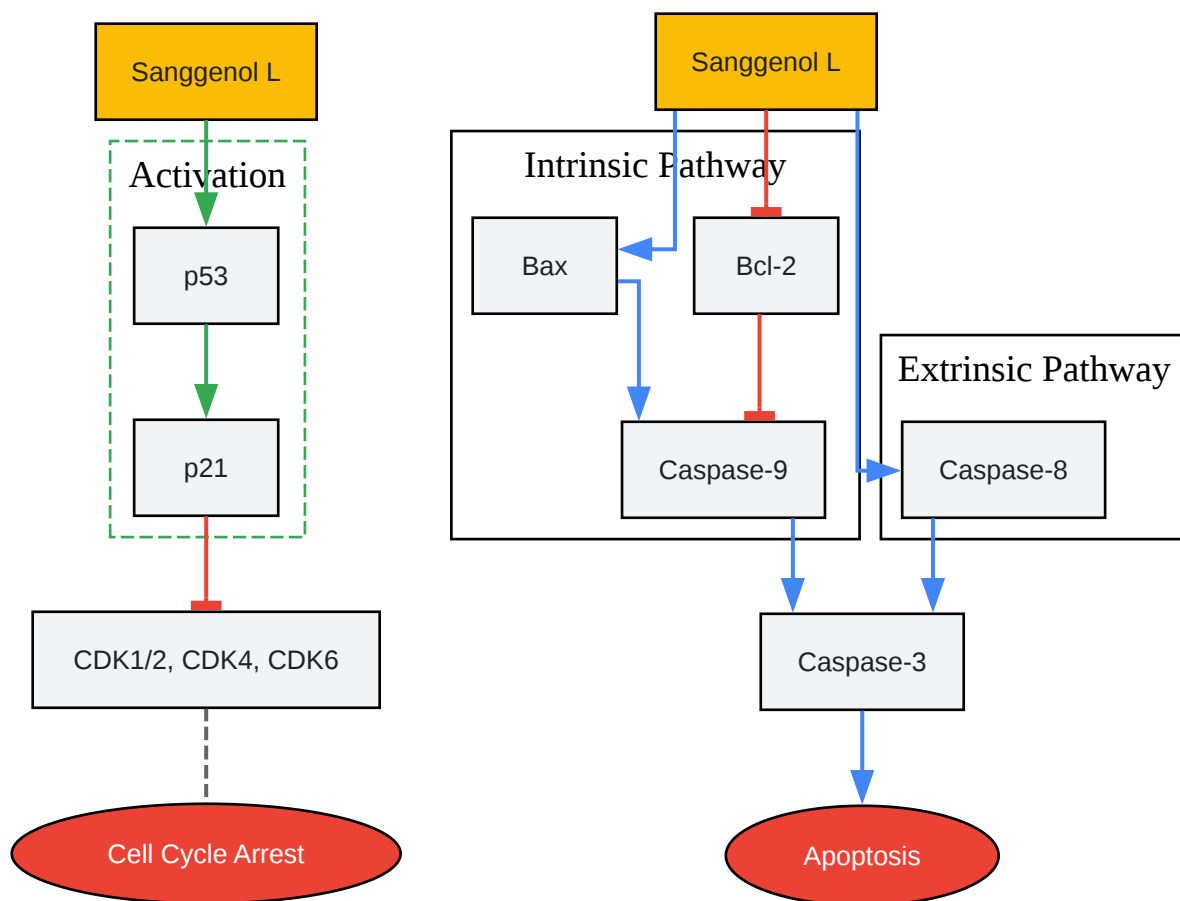 Sanggenol L
Activation
p53
p21
CDK1/2, CDK4, CDK6
Cell Cycle Arrest
Sanggenol L
Intrinsic Pathway
Bax
Bcl-2
Extrinsic Pathway
Caspase-9
Caspase-8
Caspase-3
Apoptosis